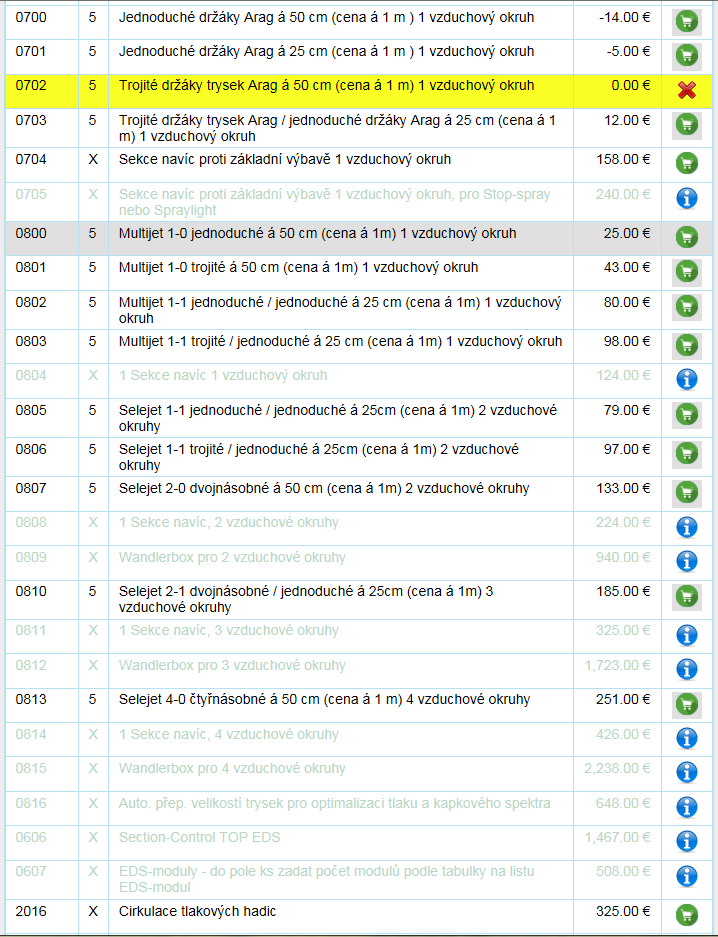 0700 5 Jednoduché držáky Arag á 50 cm (cena á 1 m ) 1 vzduchový okruh -14.00 €
0701 5 Jednoduché držáky Arag á 25 cm (cena á 1 m ) 1 vzduchový okruh -5.00 €
0702 5 Trojité držáky trysek Arag á 50 cm (cena á 1 m) 1 vzduchový okruh 0.00 €
0703 5 Trojité držáky trysek Arag / jednoduché držáky Arag á 25 cm (cena á 1 12.00 €
m) 1 vzduchový okruh
0704 X Sekce navíc proti základní výbavě 1 vzduchový okruh 158.00 €
0705 X Sekce navíc proti základní výbavě 1 vzduchový okruh, pro Stop-spray 240.00 €
nebo Spraylight
0800 5 Multijet 1-0 jednoduché á 50 cm (cena á 1m) 1 vzduchový okruh 25.00 €
0801 5 Multijet 1-0 trojité á 50 cm (cena á 1m) 1 vzduchový okruh 43.00 €
0802 5 Multijet 1-1 jednoduché / jednoduché á 25 cm (cena á 1m) 1 vzduchový 80.00 €
okruh
0803 5 Multijet 1-1 trojité / jednoduché á 25 cm (cena á 1m) 1 vzduchový okruh 98.00 €
0804 X 1 Sekce navíc 1 vzduchový okruh 124.00 €
0805 5 Selejet 1-1 jednoduché / jednoduché á 25cm (cena á 1m) 2 vzduchové 79.00 €
okruhy
0806 5 Selejet 1-1 trojité / jednoduché á 25cm (cena á 1m) 2 vzduchové 97.00 €
okruhy
0807 5 Selejet 2-0 dvojnásobné á 50 cm (cena á 1m) 2 vzduchové okruhy 133.00 €
0808 X 1 Sekce navíc, 2 vzduchové okruhy 224.00 €
0809 X Wandlerbox pro 2 vzduchové okruhy 940.00 €
0810 5 Selejet 2-1 dvojnásobné / jednoduché á 25cm (cena á 1m) 3 185.00 €
vzduchové okruhy
0811 X 1 Sekce navíc, 3 vzduchové okruhy 325.00 €
0812 X Wandlerbox pro 3 vzduchové okruhy 1,723.00 €
0813 5 Selejet 4-0 čtyřnásobné á 50 cm (cena á 1 m) 4 vzduchové okruhy 251.00 €
0814 X 1 Sekce navíc, 4 vzduchové okruhy 426.00 €
0815 X Wandlerbox pro 4 vzduchové okruhy 2,238.00 €
0816 X Auto. přep. velikostí trysek pro optimalizaci tlaku a kapkového spektra 648.00 €
0606 X Section-Control TOP EDS 1,467.00 €
0607 X EDS-moduly - do pole ks zadat počet modulů podle tabulky na listu 508.00 €
EDS-modul
2016 X Cirkulace tlakových hadic 325.00 €